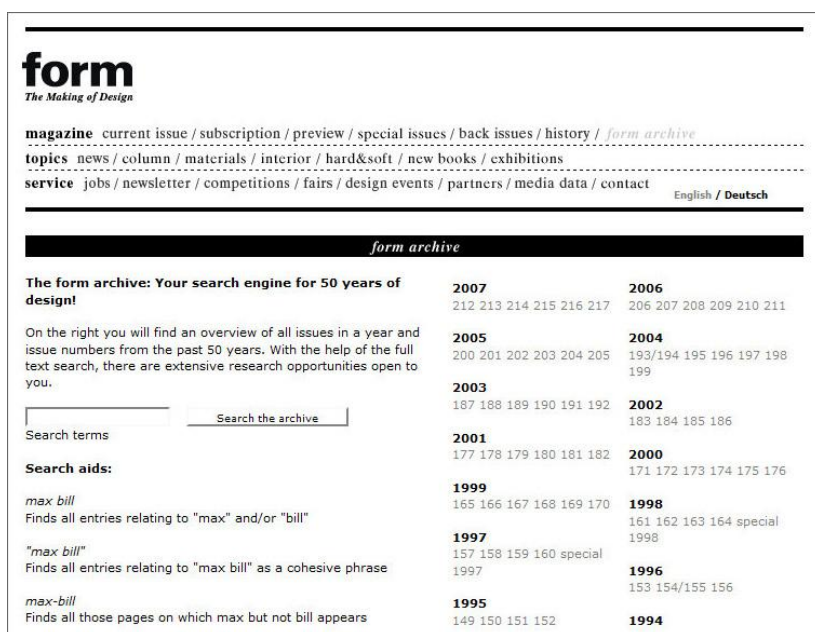 form
The Making of Design
magazine current issue / subscription / preview / special issues / back issues / history / form archive
topics news / column / materials / interior / hard&soft / new books / exhibitions
service jobs / newsletter / competitions / fairs / design events / partners / media data / contact
English / Deutsch
form archive
The form archive: Your search engine for 50 years of
design!
On the right you will find an overview of all issues in a year and
issue numbers from the past 50 years. With the help of the full
text search, there are extensive research opportunities open to
you.
Search the archive
Search terms
Search aids:
max bill
Finds all entries relating to "max" and/or "bill"
"max bill"
Finds all entries relating to "max bill" as a cohesive phrase
max-bill
Finds all those pages on which max but not bill appears
2007
212 213 214 215 216 217
2005
200 201 202 203 204 205
2003
187 188 189 190 191 192
2001
177 178 179 180 181 182
1999
165 166 167 168 169 170
1997
157 158 159 160 special
1997
1995
149 150 151 152
2006
206 207 208 209 210 211
2004
193/194 195 196 197 198
199
2002
183 184 185 186
2000
171 172 173 174 175 176
1998
161 162 163 164 special
1998
1996
153 154/155 156
1994